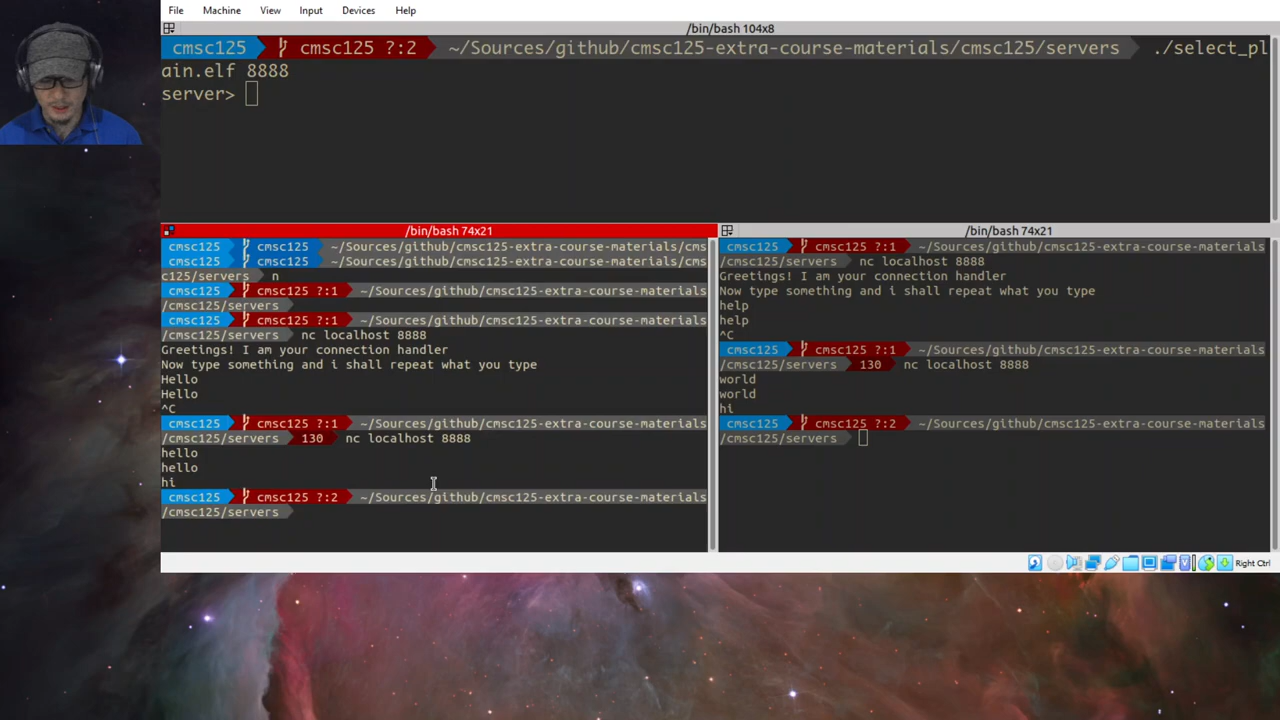 File Machine View Input Devices Help
/bin/bash 104x8
cmsc125 cmsc125 ?:2 ~/Sources/github/cmsc125-extra-course-materials/cmsc125/servers ./select_pl
ain.elf 8888
server>
/bin/bash 74x21
cmsc125 cmsc125 ~/Sources/github/cmsc125-extra-course-materials/cms
cmsc125 cmsc125 ~/Sources/github/cmsc125-extra-course-materials/cms
c125/servers n
cmsc125 cmsc125 ?:1 ~/Sources/github/cmsc125-extra-course-materials
/cmsc125/servers
cmsc125 cmsc125 ?:1 ~/Sources/github/cmsc125-extra-course-materials
/cmsc125/servers nc localhost 8888
Greetings! I am your connection handler
Now type something and i shall repeat what you type
Hello
Hello
^C
cmsc125 cmsc125 ?:1 ~/Sources/github/cmsc125-extra-course-materials
/cmsc125/servers 130 nc localhost 8888
hello
hello
hi
cmsc125 cmsc125 ?:2 ~/Sources/github/cmsc125-extra-course-materials
/cmsc125/servers
/bin/bash 74x21
cmsc125 cmsc125 ?:1 ~/Sources/github/cmsc125-extra-course-materials
/cmsc125/servers nc localhost 8888
Greetings! I am your connection handler
Now type something and i shall repeat what you type
help
help
^C
cmsc125 cmsc125 ?:1 ~/Sources/github/cmsc125-extra-course-materials
/cmsc125/servers 130 nc localhost 8888
world
world
hi
cmsc125 cmsc125 ?:2 ~/Sources/github/cmsc125-extra-course-materials
/cmsc125/servers
Right Ctrl